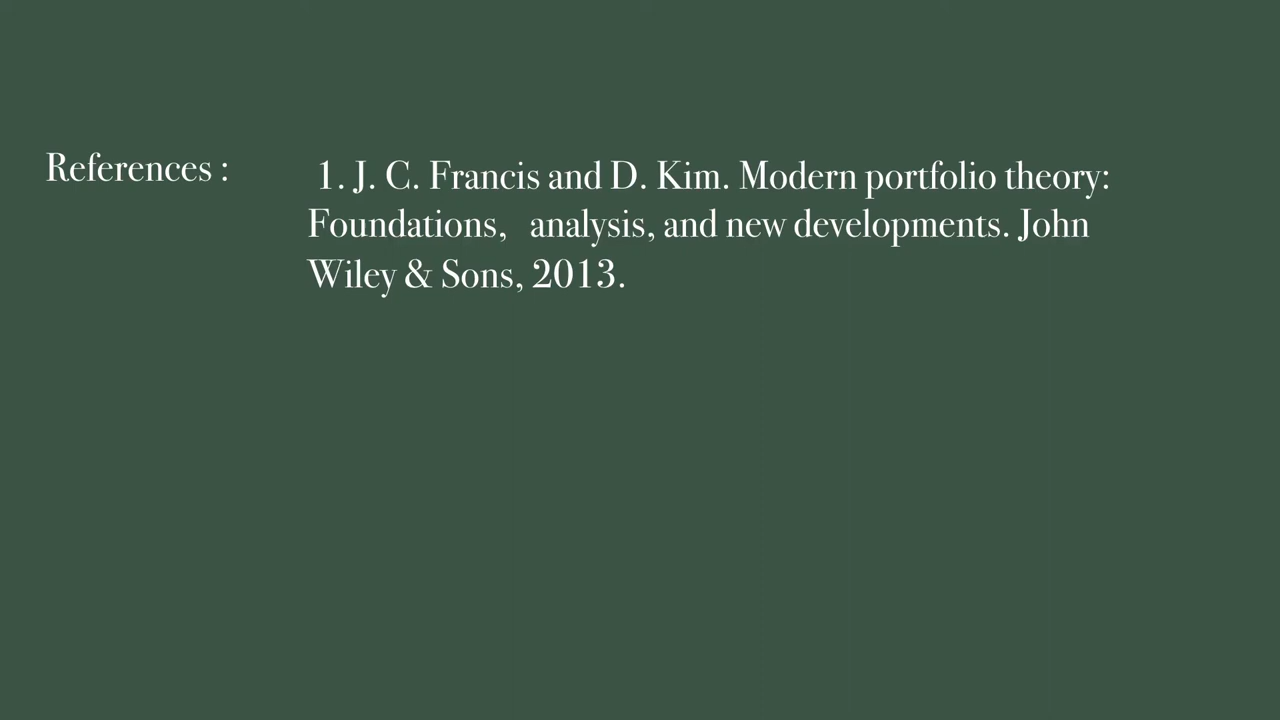 References :
1. J. C. Francis and D. Kim. Modern portfolio theory:
Foundations, analysis, and new developments. John
Wiley & Sons, 2013.